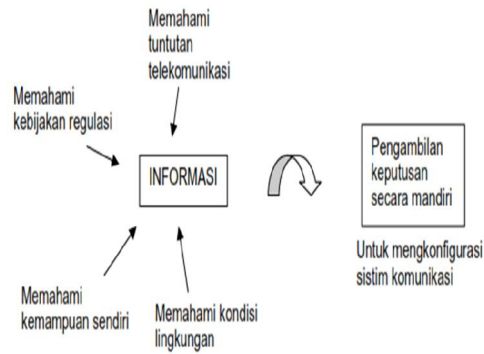 Memahami
tuntutan
telekomunikasi
Memahami
kebijakan regulasi
INFORMASI
Pengambilan
keputusan
secara mandiri
Untuk mengkonfigurasi
sistim komunikasi
Memahami
kemampuan sendiri
Memahami kondisi
lingkungan